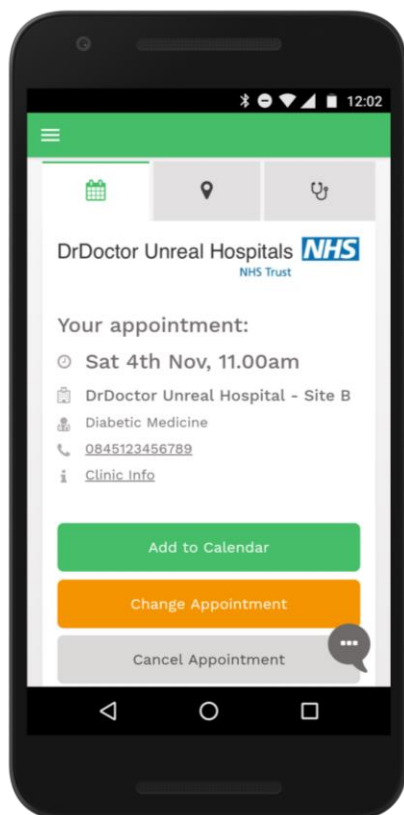 12:02
DrDoctor Unreal Hospitals NHS
NHS Trust
Your appointment:
Sat 4th Nov, 11.00am
DrDoctor Unreal Hospital - Site B
Diabetic Medicine
0845123456789
Clinic Info
Add to Calendar
Change Appointment
Cancel Appointment